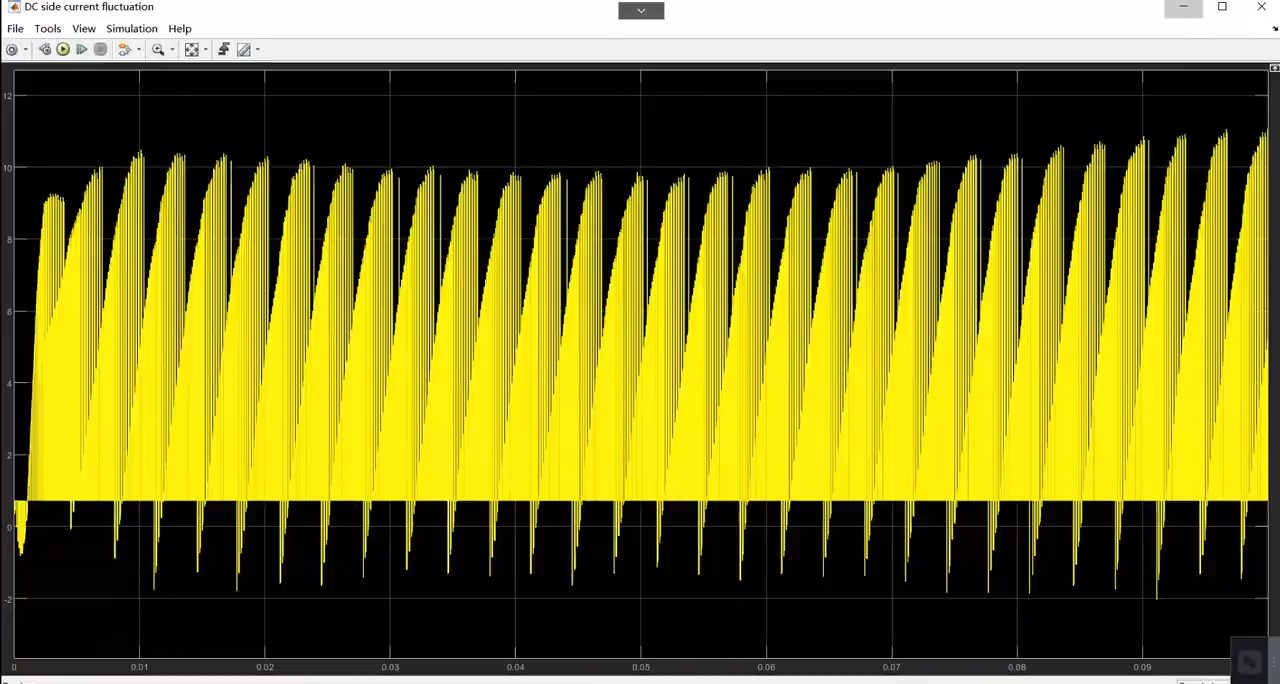 DC side current fluctuation
File Tools View Simulation Help
12
10
8
6
4
2
0
-2
0 0.01 0.02 0.03 0.04 0.05 0.06 0.07 0.08 0.09